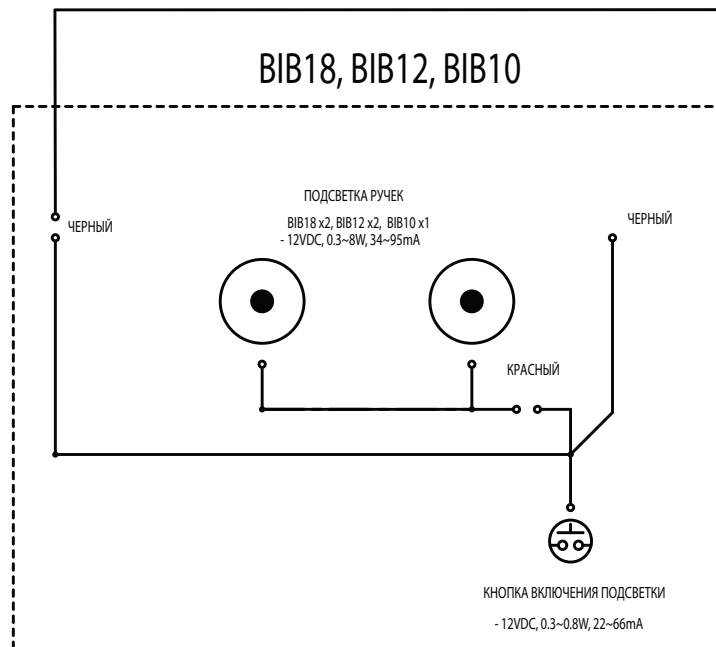 BIB18, BIB12, BIB10
ПОДСВЕТКА РУЧЕК
BIB18 x2, BIB12 x2, BIB10 x1
- 12VDC, 0.3~8W, 34~95mA
ЧЕРНЫЙ
ЧЕРНЫЙ
КРАСНЫЙ
КНОПКА ВКЛЮЧЕНИЯ ПОДСВЕТКИ
- 12VDC, 0.3~0.8W, 22~66mA